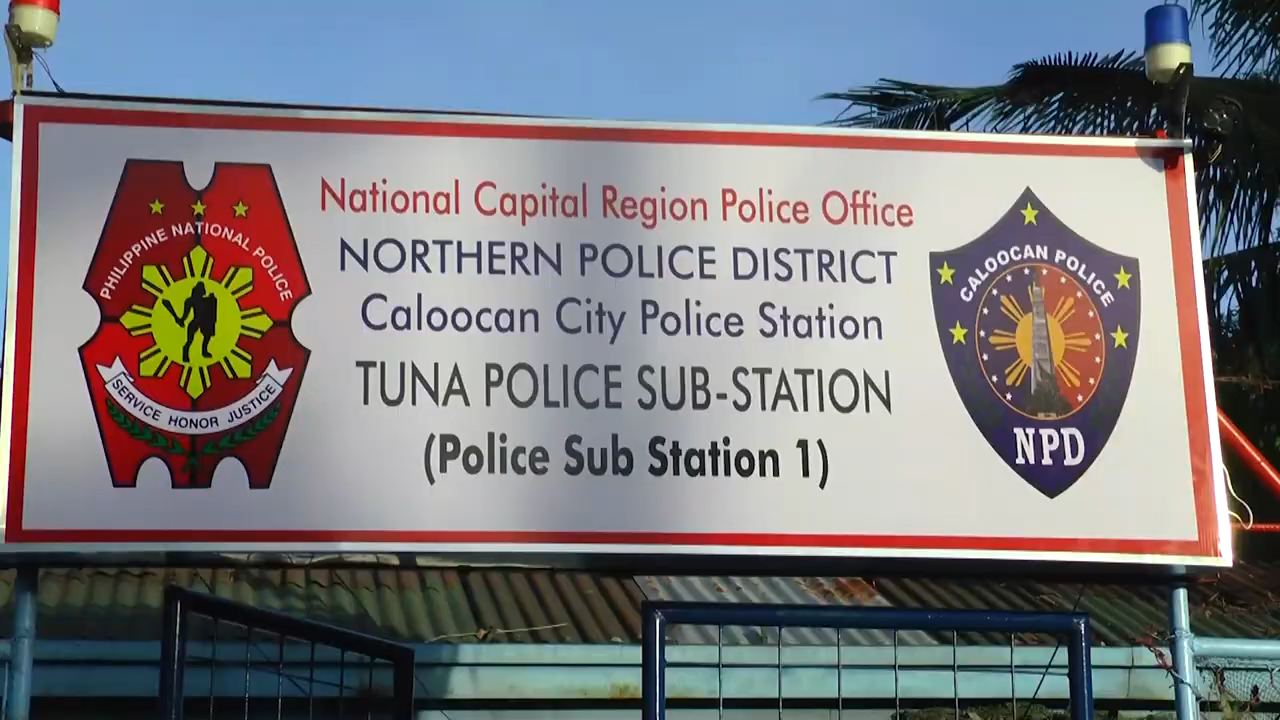 PHILIPPINE NATIONAL POLICE
SERVICE HONOR JUSTICE
National Capital Region Police Office
NORTHERN POLICE DISTRICT
Caloocan City Police Station
TUNA POLICE SUB-STATION
(Police Sub Station 1)
CALOOCAN POLICE
NPD